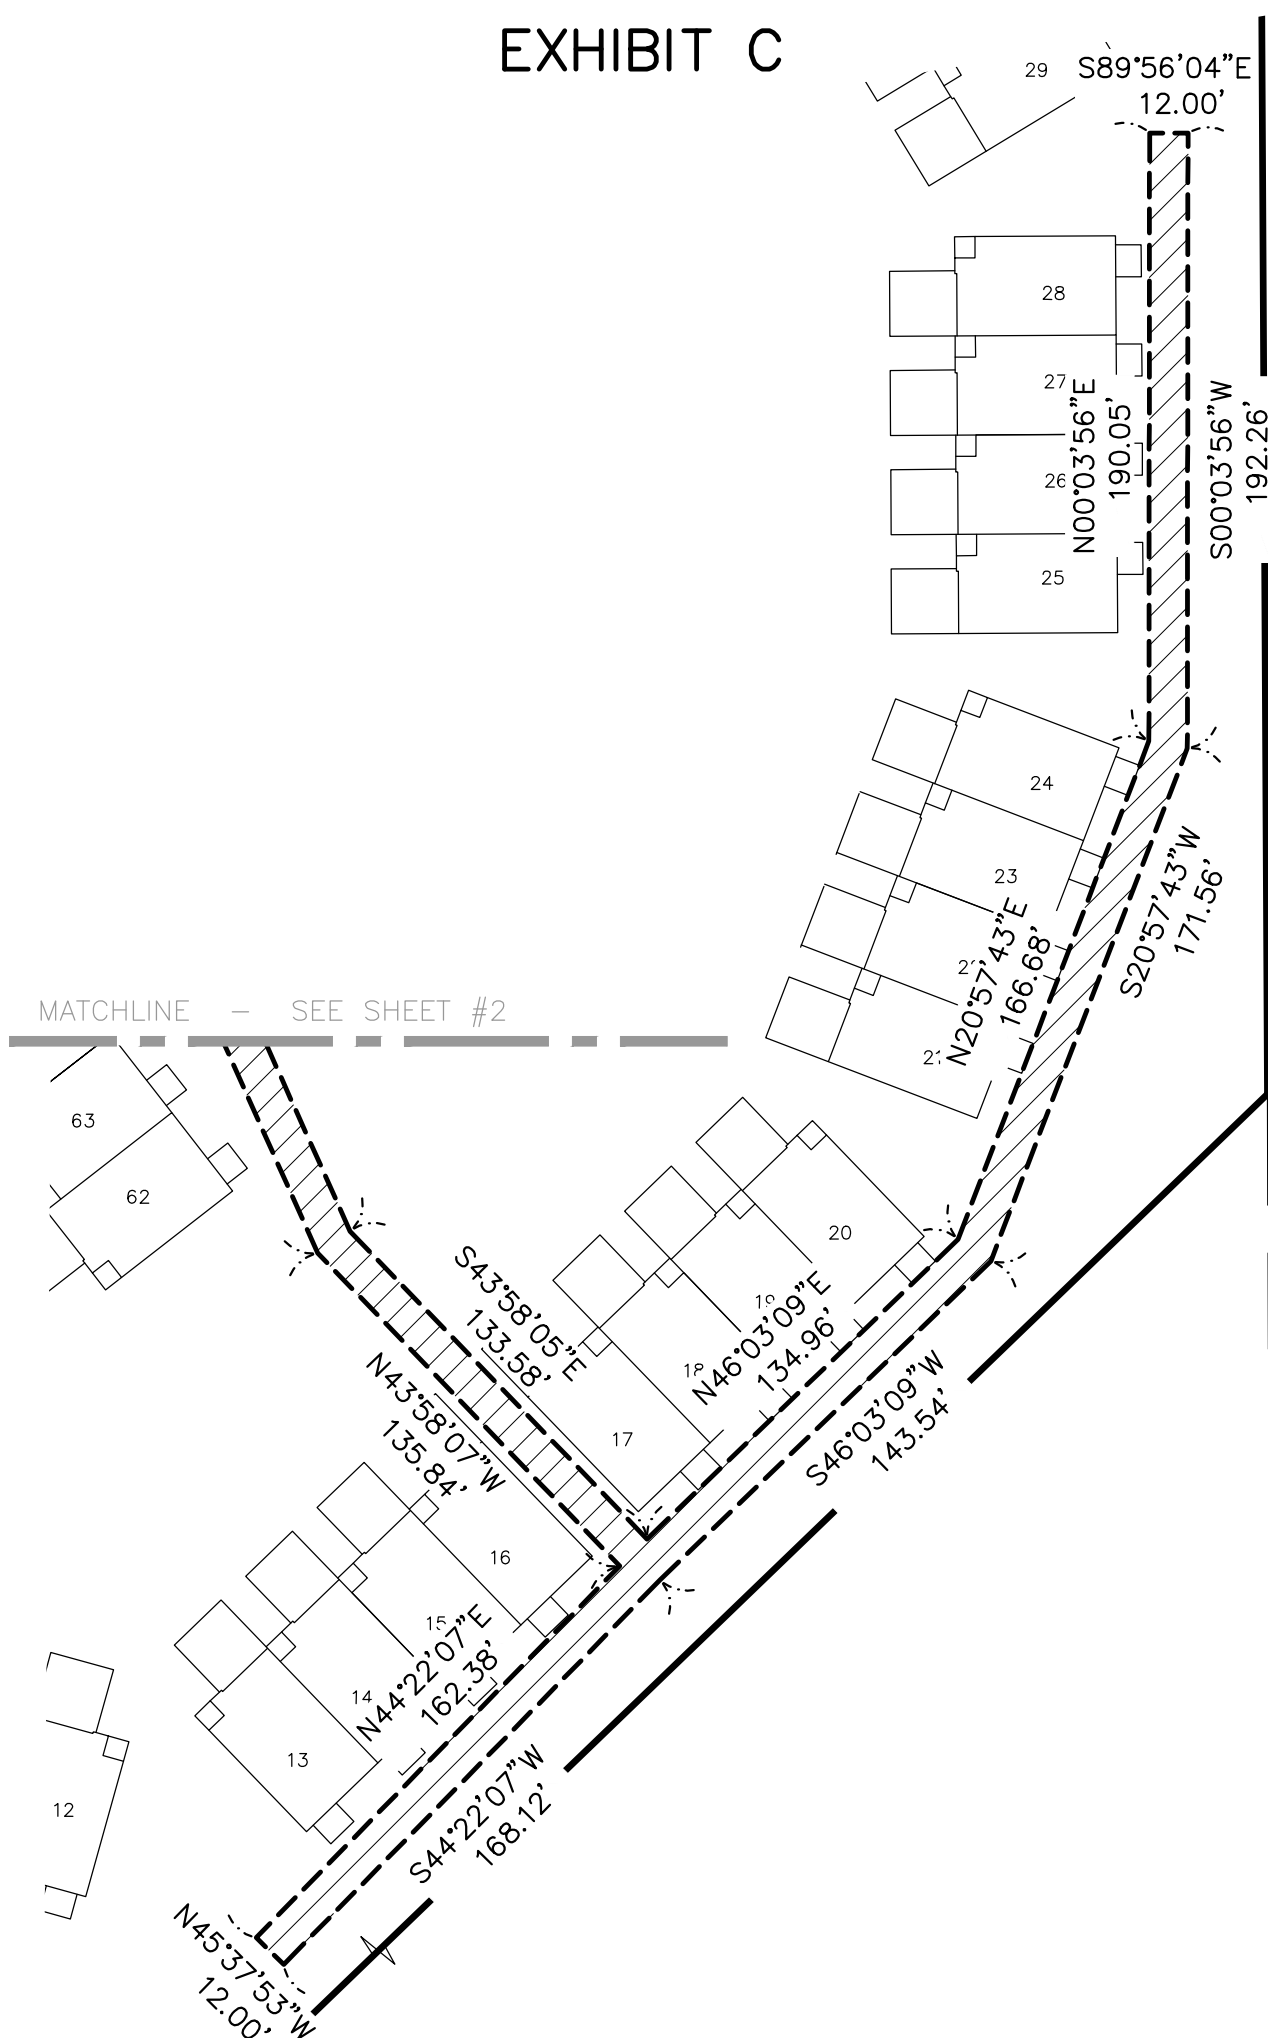 EXHIBIT C
29
S89°56'04"E
12.00'
28
27
26
25
N00°03'56"E
190.05'
S00°03'56"W
192.26'
24
23
N20°57'43"E
166.68'
S20°57'43"W
171.56'
MATCHLINE – SEE SHEET #2
63
62
20
17
S43°58'05"E
133.58'
N46°03'09"E
134.96'
N43°58'07"W
135.84'
S46°03'09"W
143.54'
16
15
14
13
12
N44°22'07"E
162.38'
S44°22'07"W
168.12'
N45°37'53"W
12.00'